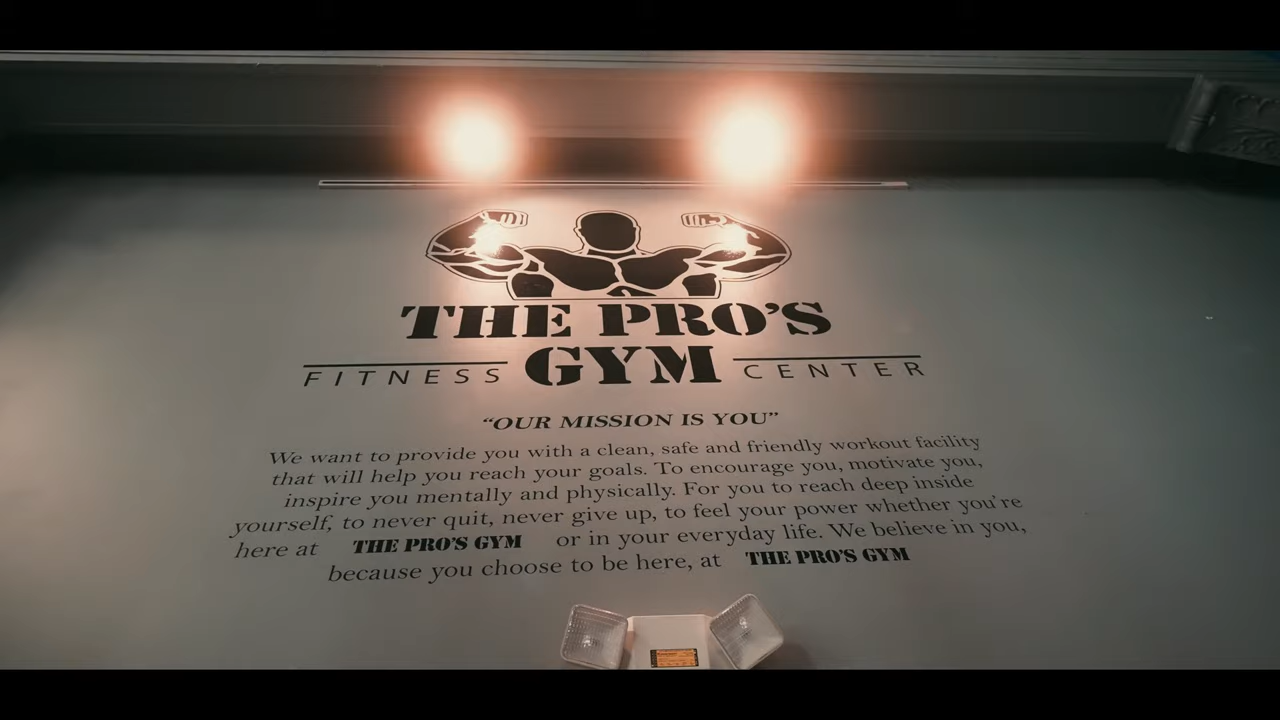 THE PRO'S
FITNESS GYM CENTER
“OUR MISSION IS YOU”
We want to provide you with a clean, safe and friendly workout facility
that will help you reach your goals. To encourage you, motivate you,
inspire you mentally and physically. For you to reach deep inside
yourself, to never quit, never give up, to feel your power whether you're
here at THE PRO'S GYM or in your everyday life. We believe in you,
because you choose to be here, at THE PRO'S GYM